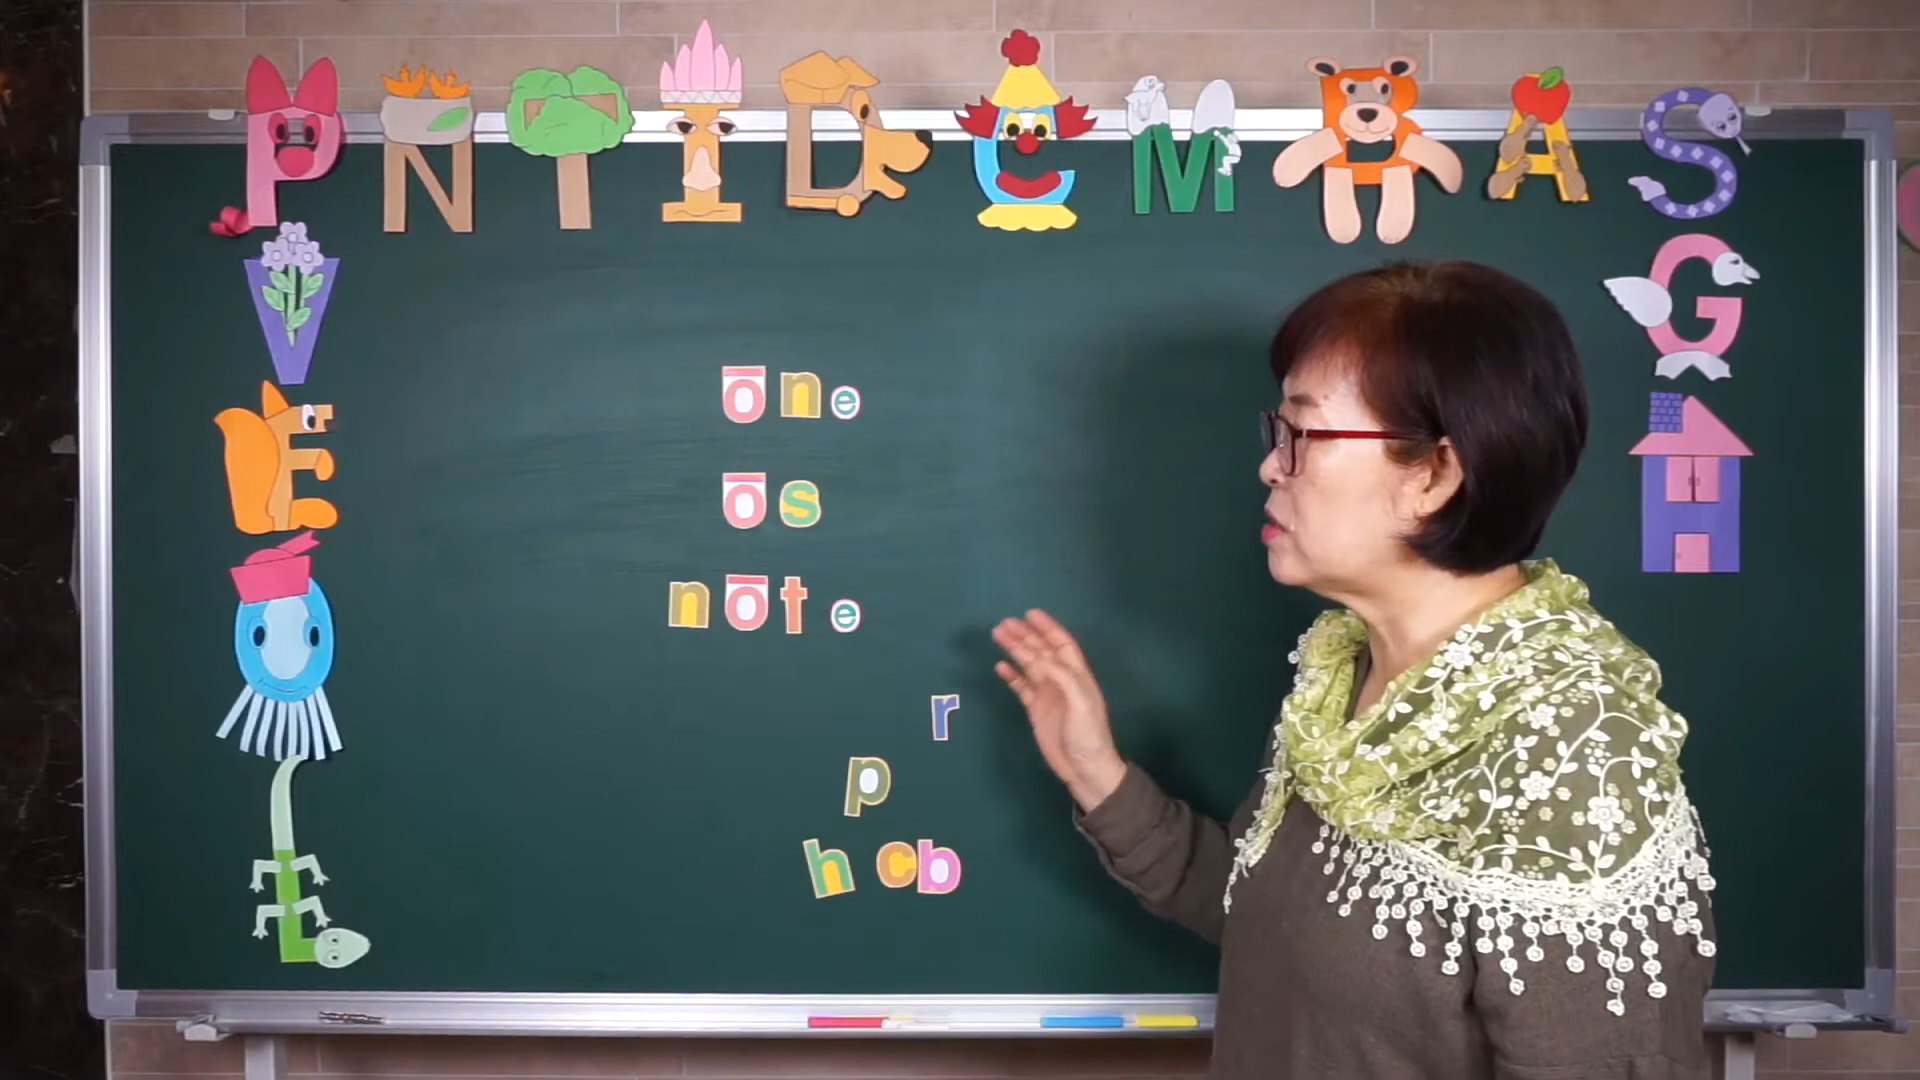 P N T I D C M B A S
V G
E H
O
L
ōne
ōs
nōte
r
p
h cb